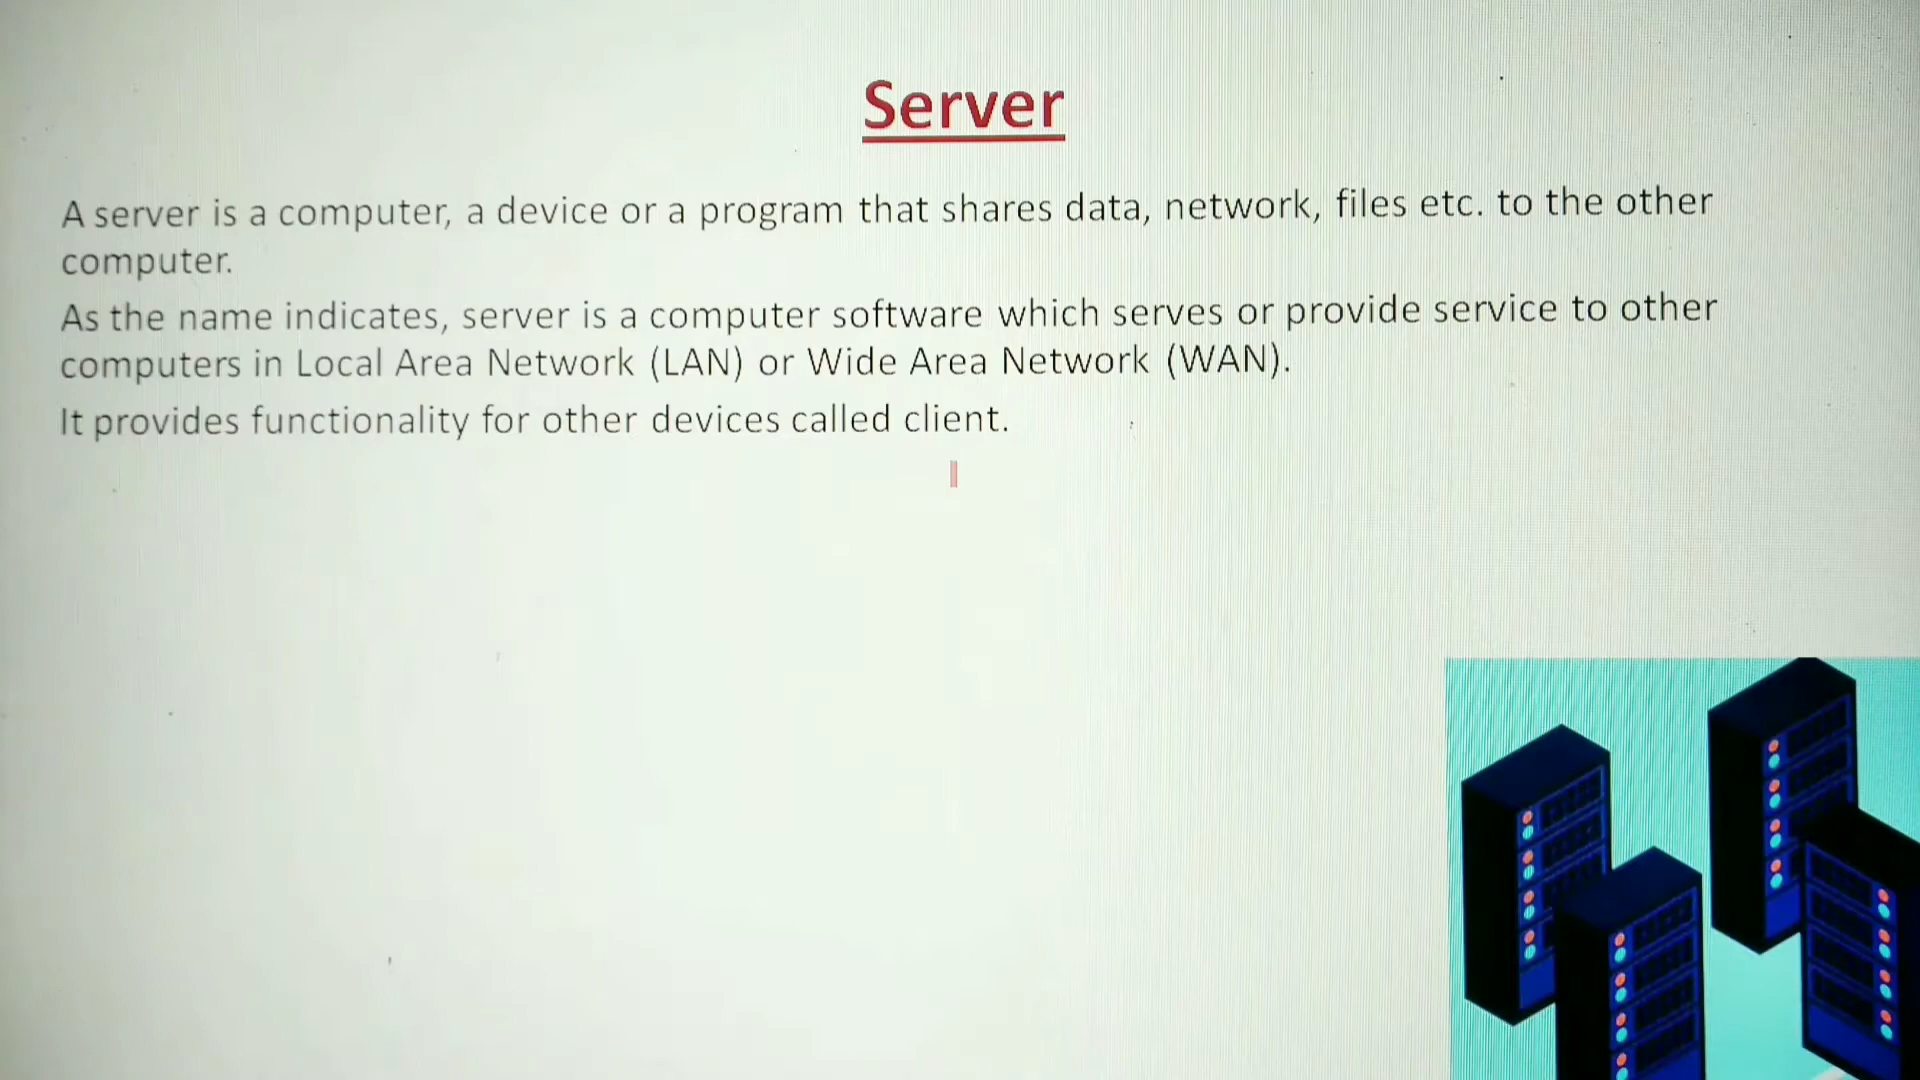 Server
A server is a computer, a device or a program that shares data, network, files etc. to the other
computer.
As the name indicates, server is a computer software which serves or provide service to other
computers in Local Area Network (LAN) or Wide Area Network (WAN).
It provides functionality for other devices called client.